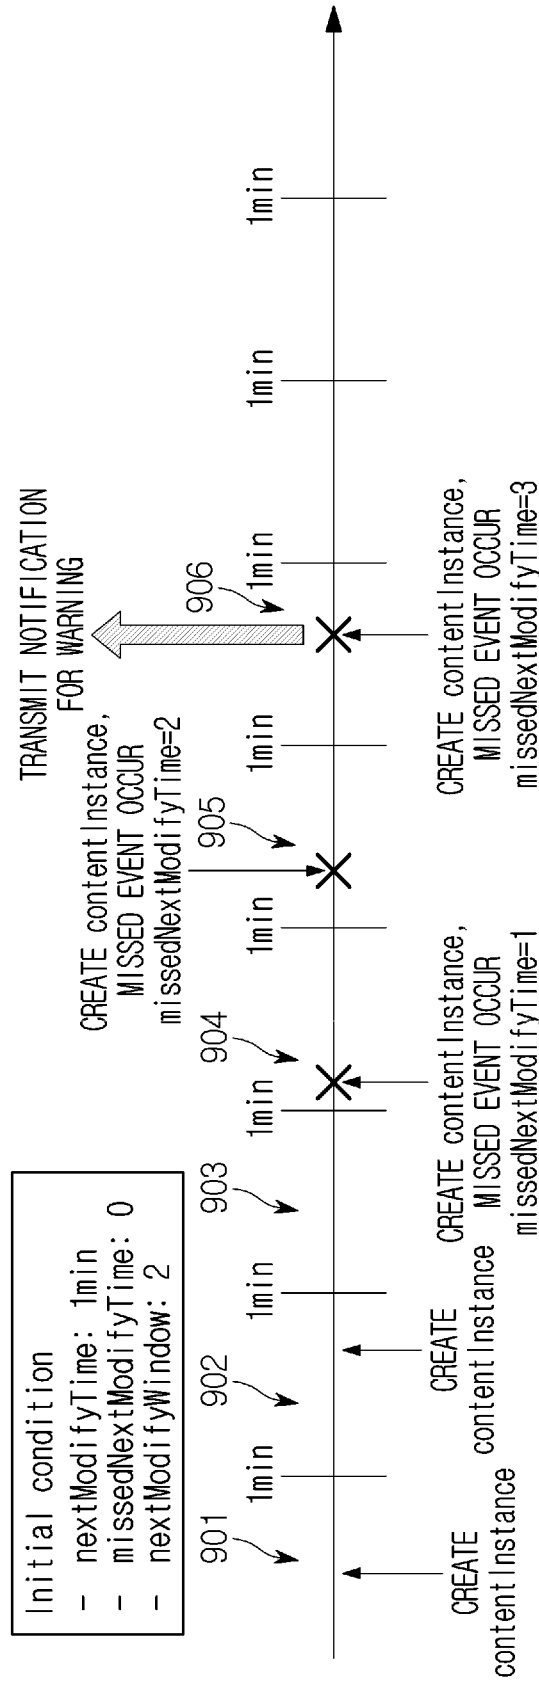 Initial condition
- nextModifyTime: 1min
- missedNextModifyTime: 0
- nextModifyWindow: 2
TRANSMIT NOTIFICATION
FOR WARNING
CREATE contentInstance,
MISSED EVENT OCCUR
missedNextModifyTime=2
901
902
903
904
905
906
1min
1min
1min
1min
1min
1min
1min
1min
CREATE
contentInstance
CREATE
contentInstance
CREATE contentInstance,
MISSED EVENT OCCUR
missedNextModifyTime=1
CREATE contentInstance,
MISSED EVENT OCCUR
missedNextModifyTime=3